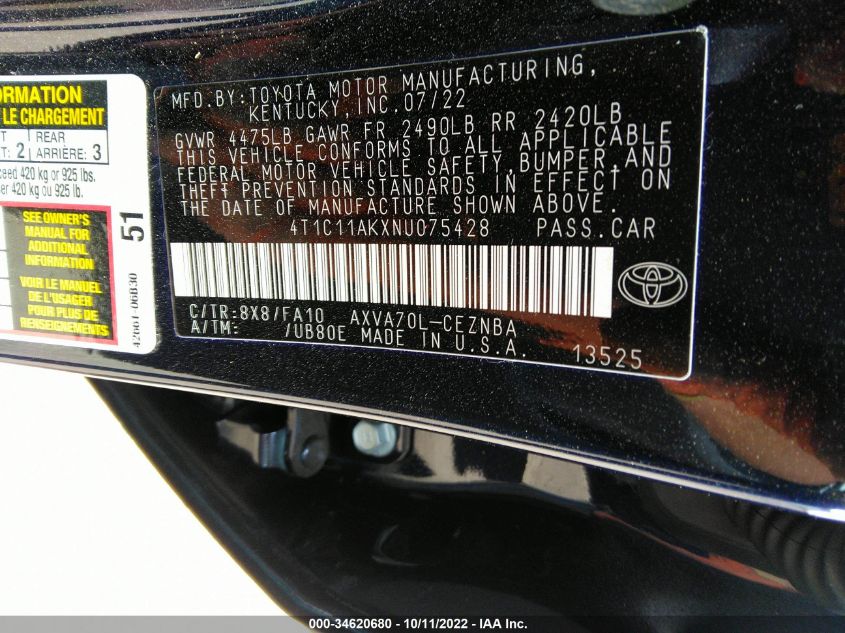 ORMATION
LE CHARGEMENT
2 REAR
ARRIÈRE: 3
ceed 420 kg or 925 lbs.
ser 420 kg ou 925 lb.
SEE OWNER'S
MANUAL FOR
ADDITIONAL
INFORMATION
VOIR LE MANUEL
DE L'USAGER
POUR PLUS DE
RENSEIGNEMENTS
51
42661-06B30
MFD.BY:TOYOTA MOTOR MANUFACTURING,
KENTUCKY,INC.07/22
GVWR 4475LB GAWR FR 2490LB RR 2420LB
THIS VEHICLE CONFORMS TO ALL APPLICABLE
FEDERAL MOTOR VEHICLE SAFETY,BUMPER,AND
THEFT PREVENTION STANDARDS IN EFFECT ON
THE DATE OF MANUFACTURE SHOWN ABOVE.
4T1C11AKXNU075428 PASS.CAR
C/TR:8X8/FA10 AXVA70L-CEZNBA
A/TM: /UB80E MADE IN U.S.A. 13525
000-34620680 - 10/11/2022 - IAA Inc.